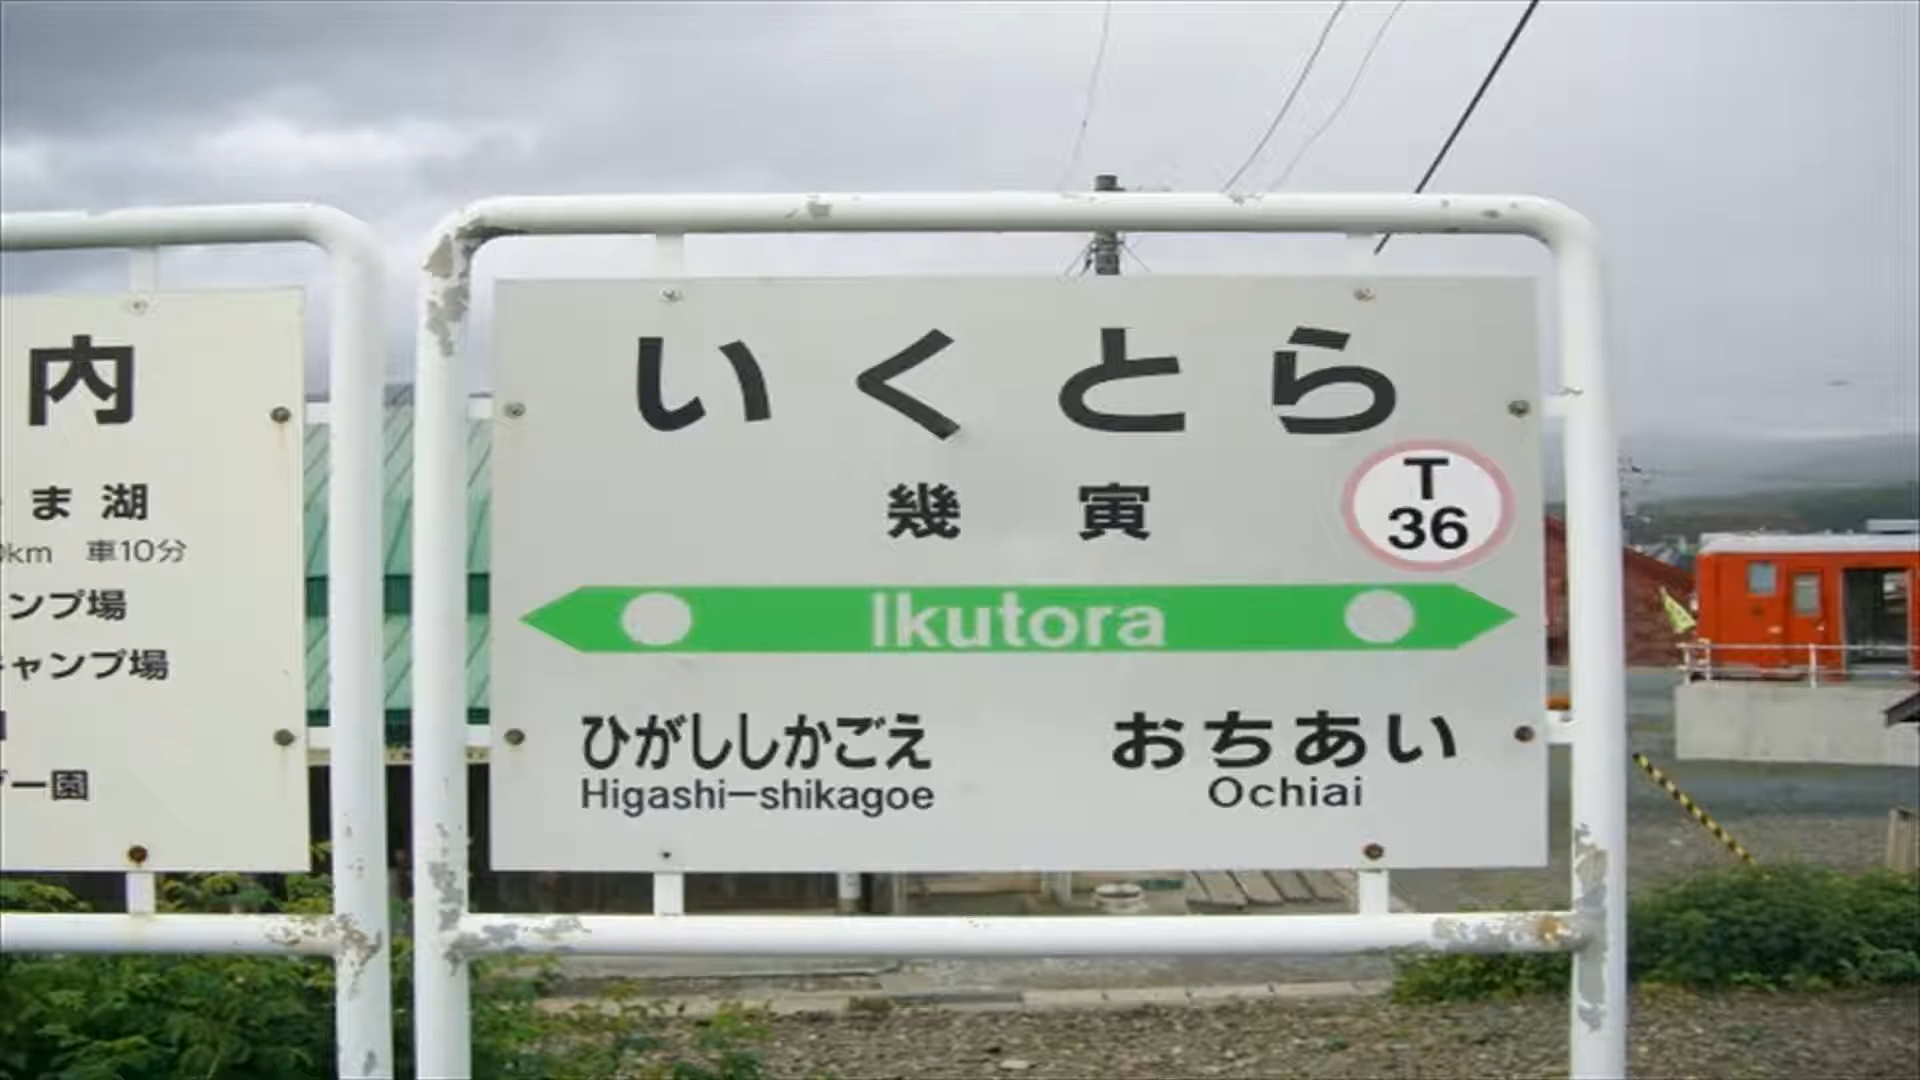 内
ま湖
km 車10分
ンプ場
キャンプ場
ー園
いくとら
幾寅
T
36
Ikutora
ひがししかごえ
おちあい
Higashi-shikagoe
Ochiai